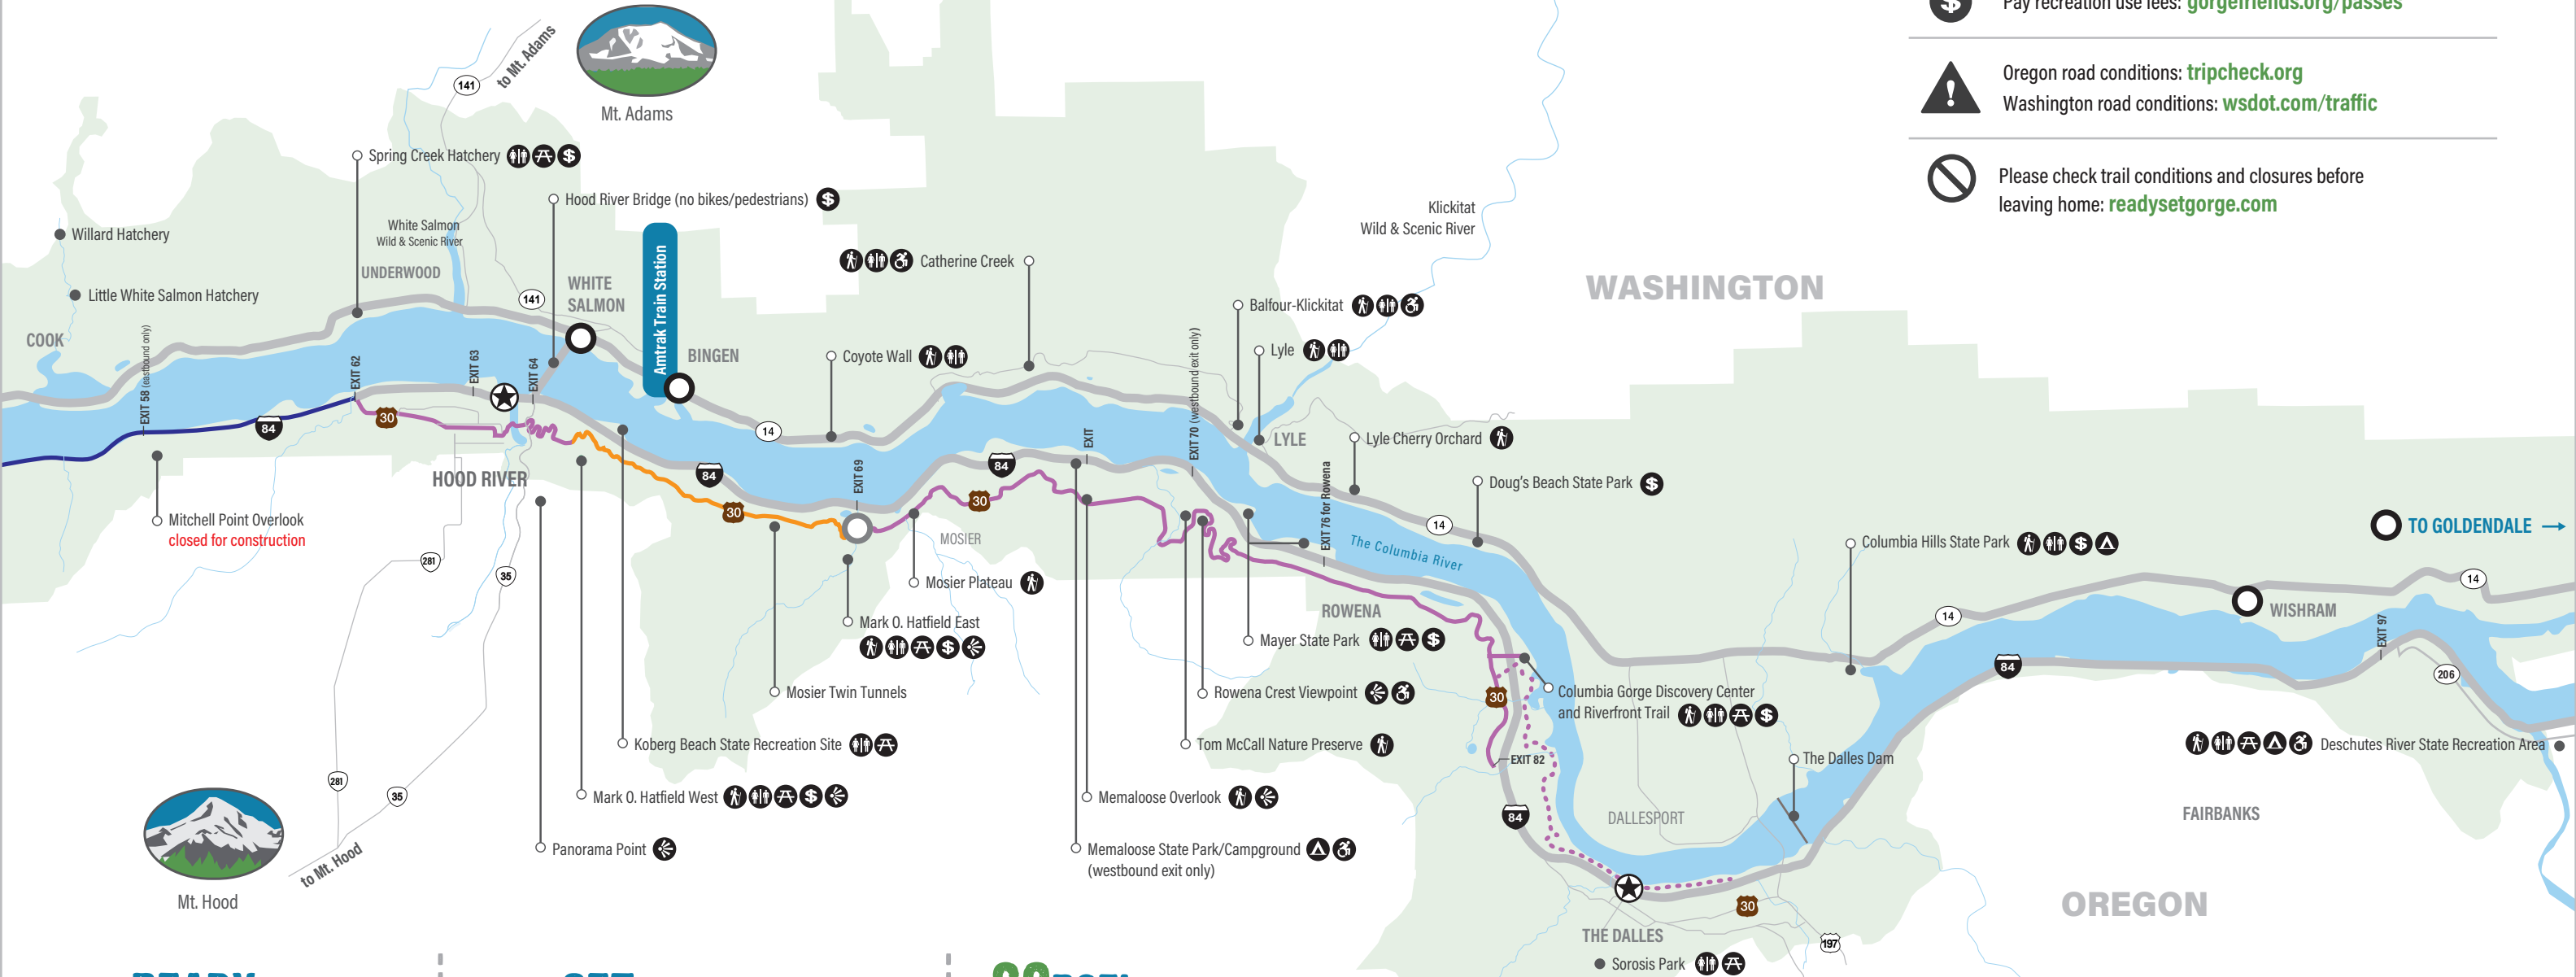 Pay recreation use fees: gorgefriends.org/passes
Oregon road conditions: tripcheck.org
Washington road conditions: wsdot.com/traffic
Please check trail conditions and closures before
leaving home: readysetgorge.com
141
to Mt. Adams
Mt. Adams
Spring Creek Hatchery
Hood River Bridge (no bikes/pedestrians)
Willard Hatchery
White Salmon
Wild & Scenic River
Klickitat
Wild & Scenic River
UNDERWOOD
Little White Salmon Hatchery
141
WHITE
SALMON
Amtrak Train Station
Catherine Creek
WASHINGTON
COOK
BINGEN
Coyote Wall
Balfour-Klickitat
Lyle
EXIT 58 (eastbound only)
EXIT 62
EXIT 63
EXIT 64
30
84
14
EXIT
EXIT 70 (westbound exit only)
LYLE
Lyle Cherry Orchard
HOOD RIVER
84
EXIT 69
84
30
30
EXIT 76 for Rowena
Doug's Beach State Park
14
TO GOLDENDALE
Mitchell Point Overlook
closed for construction
MOSIER
The Columbia River
Columbia Hills State Park
281
35
Mosier Plateau
14
14
ROWENA
WISHRAM
EXIT 97
Mark O. Hatfield East
Mayer State Park
84
206
Mosier Twin Tunnels
Rowena Crest Viewpoint
30
Columbia Gorge Discovery Center
and Riverfront Trail
Koberg Beach State Recreation Site
Tom McCall Nature Preserve
EXIT 82
The Dalles Dam
Deschutes River State Recreation Area
281
35
Mark O. Hatfield West
Memaloose Overlook
84
DALLESPORT
FAIRBANKS
Panorama Point
Memaloose State Park/Campground
(westbound exit only)
to Mt. Hood
Mt. Hood
30
OREGON
THE DALLES
197
Sorosis Park
READY
SET